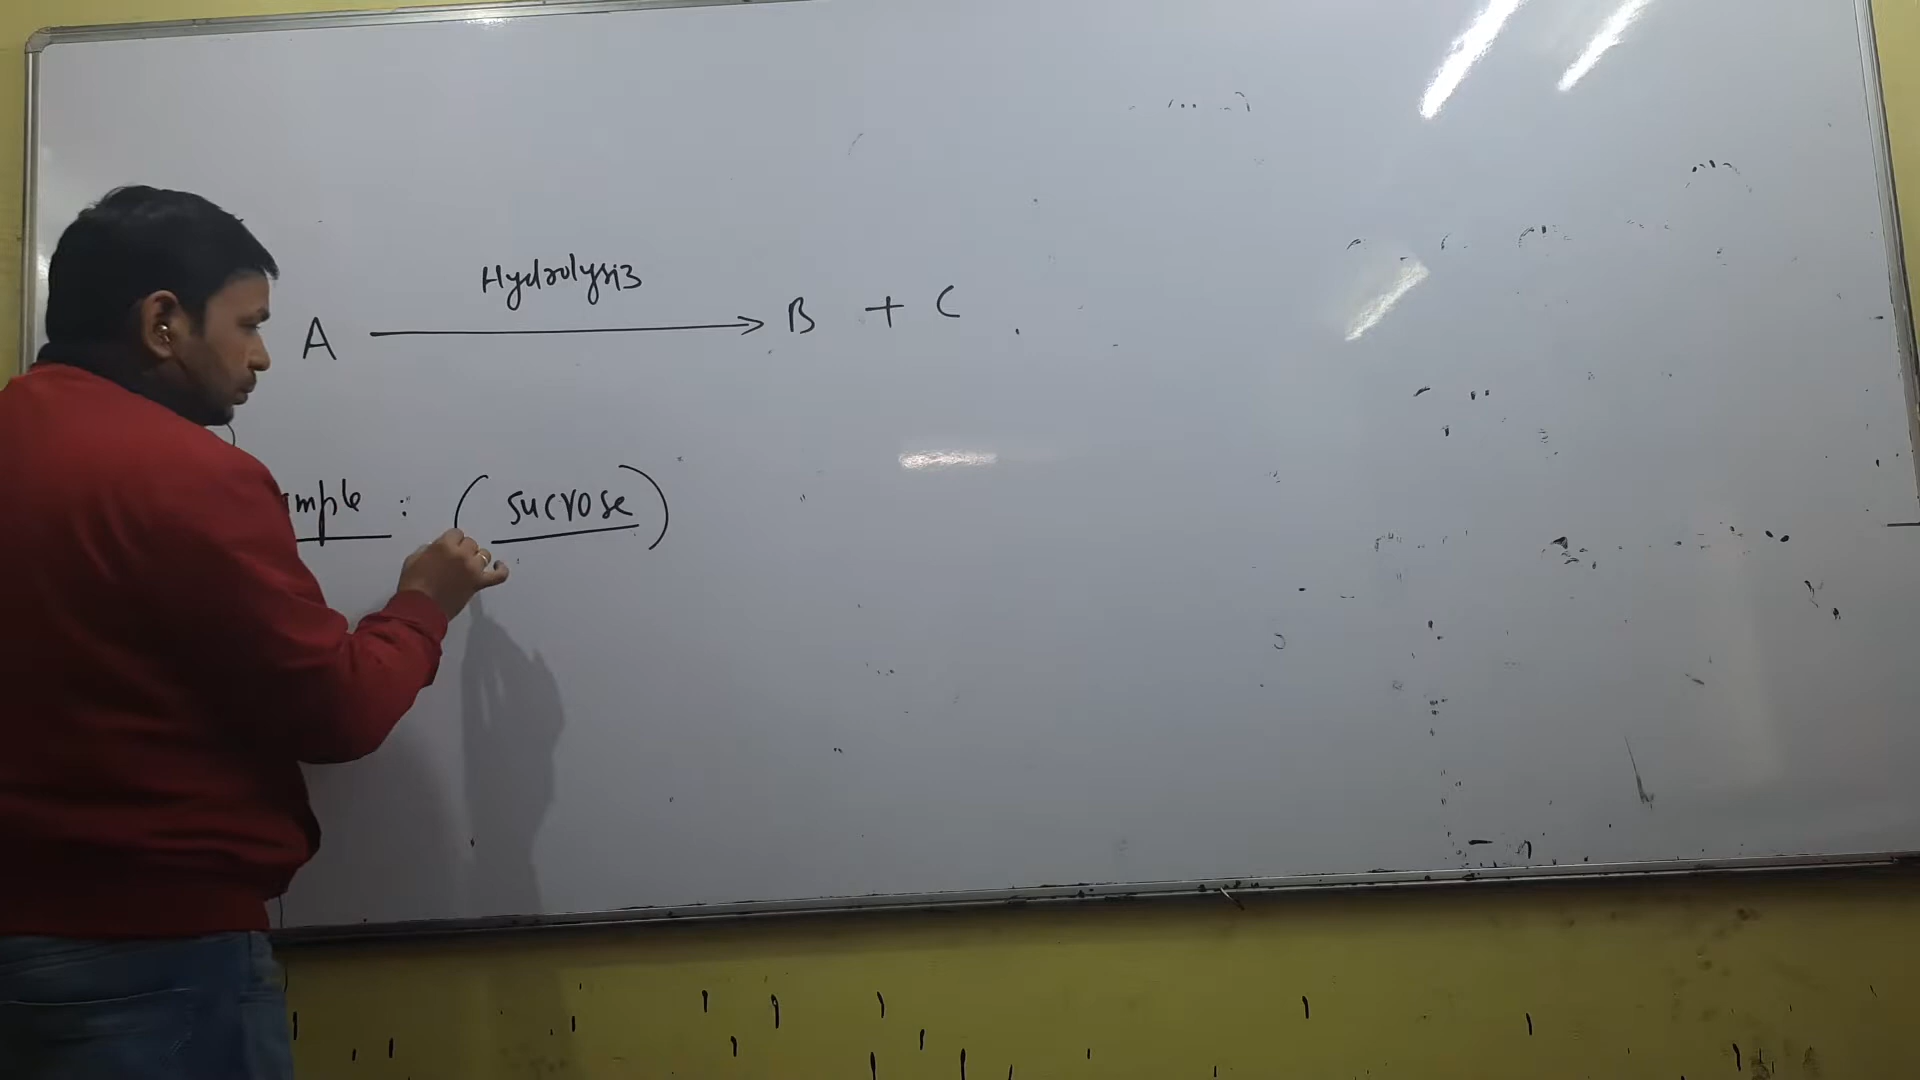 Hydrolysis
A → B + C
mple : (sucrose)